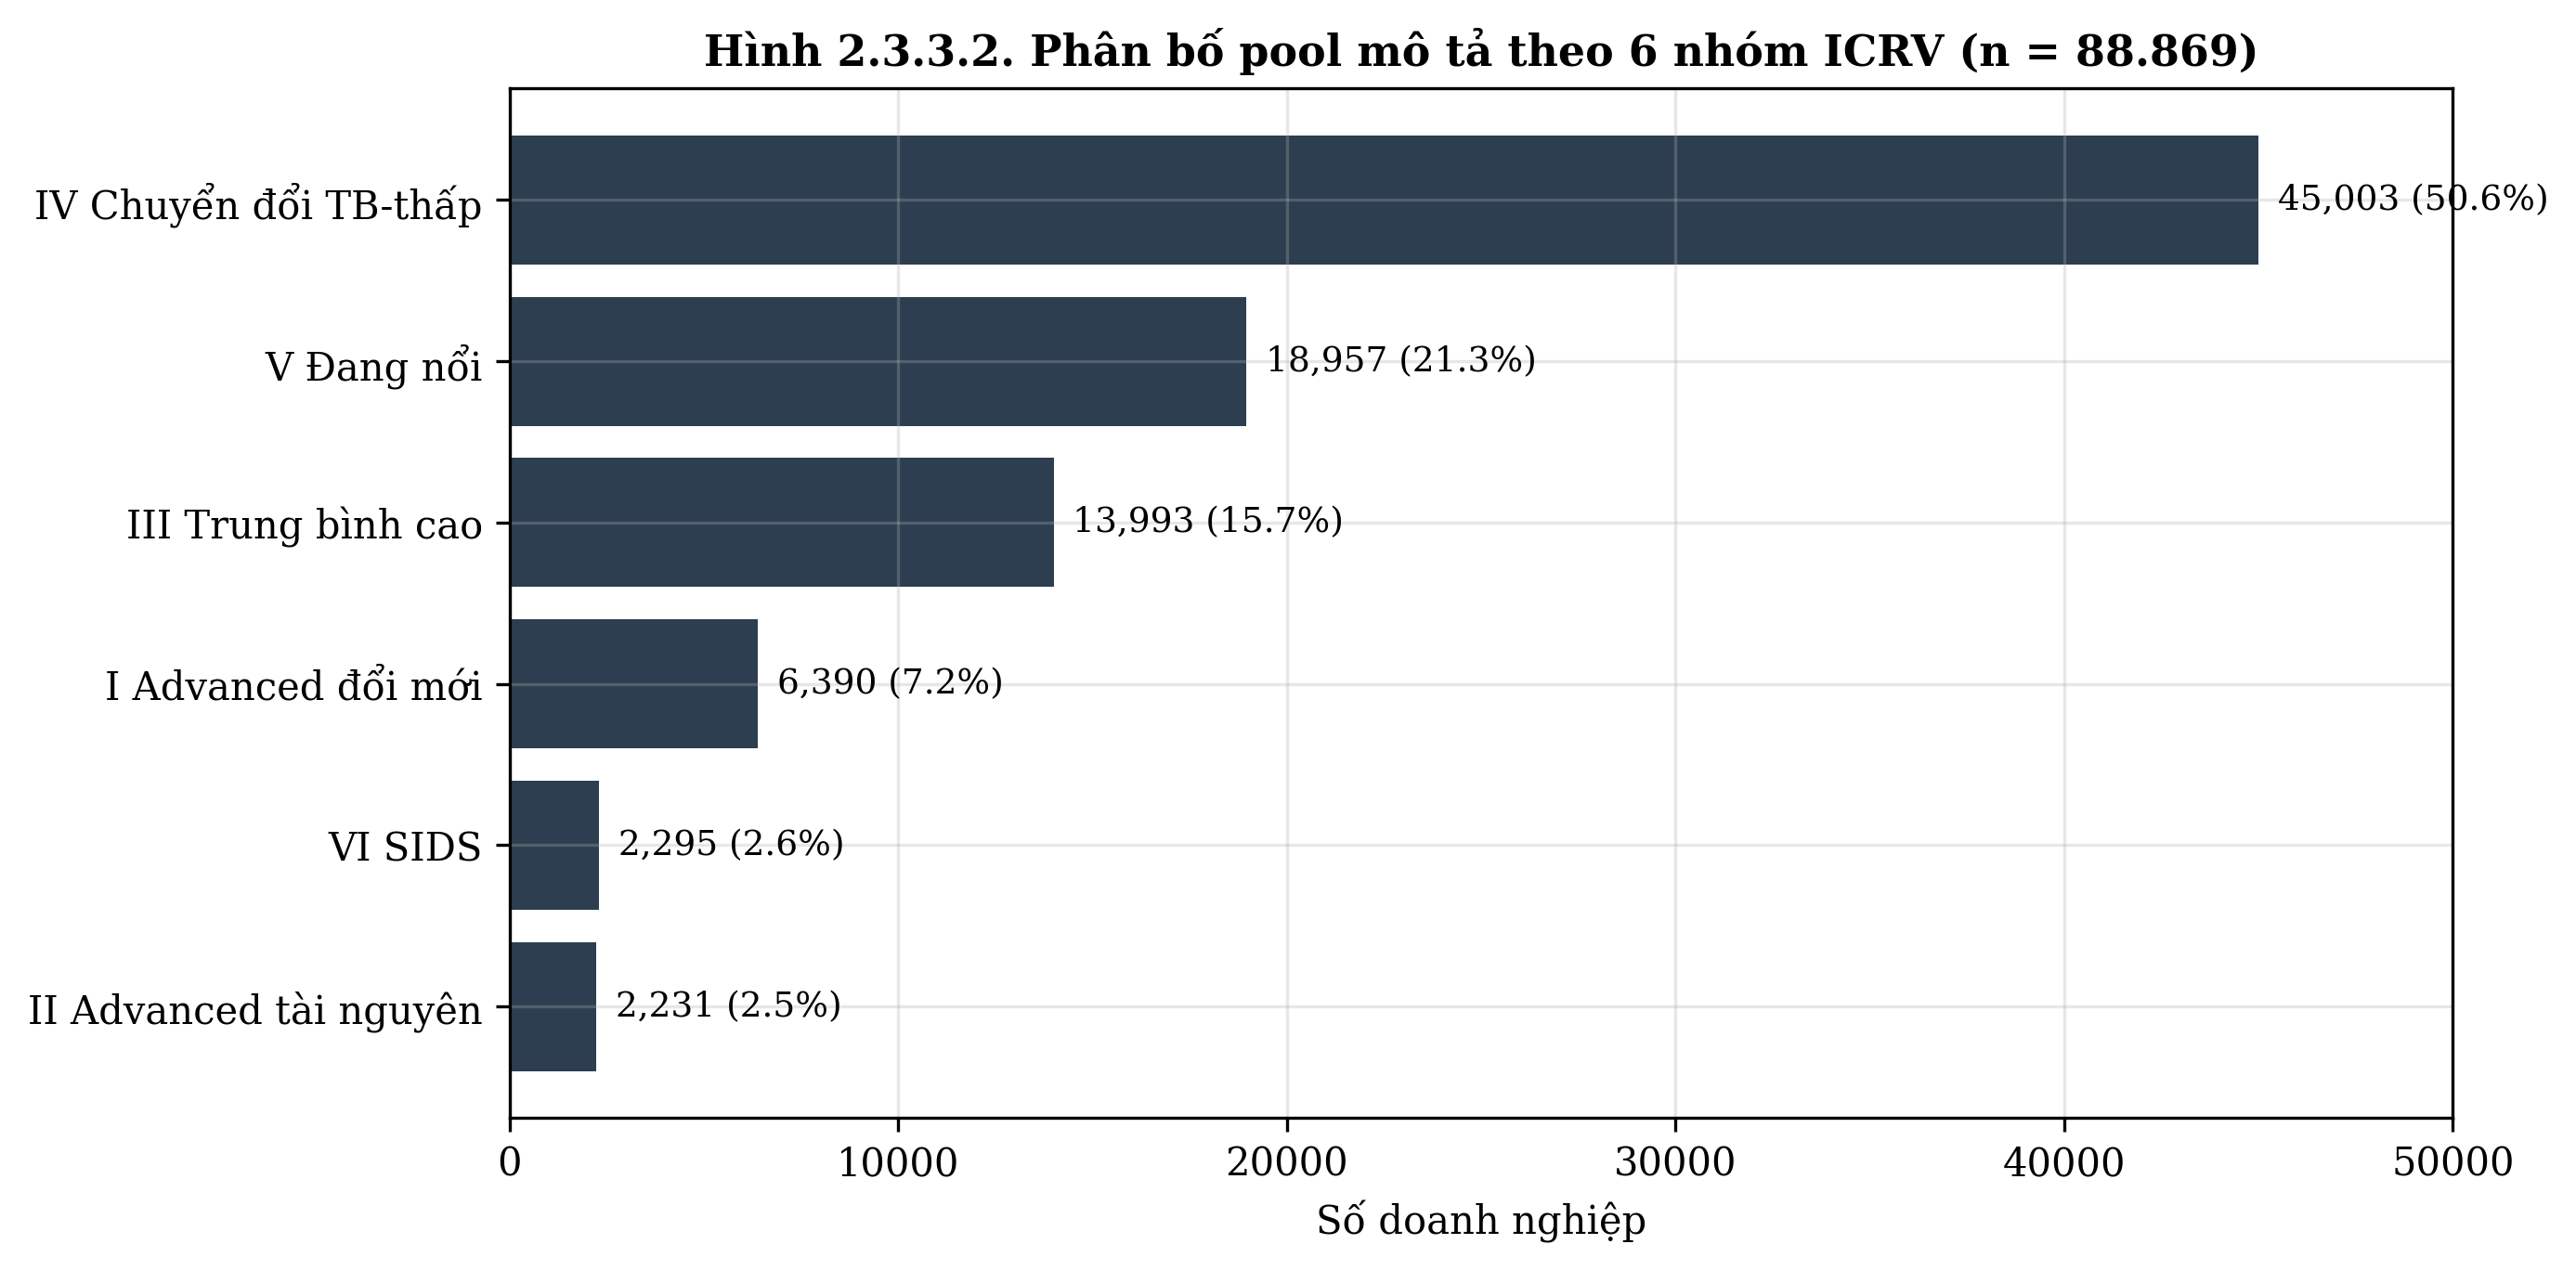 Hình 2.3.3.2. Phân bố pool mô tả theo 6 nhóm ICRV (n = 88.869)
IV Chuyển đổi TB-thấp
45,003 (50.6%)
V Đang nổi
18,957 (21.3%)
III Trung bình cao
13,993 (15.7%)
I Advanced đổi mới
6,390 (7.2%)
VI SIDS
2,295 (2.6%)
II Advanced tài nguyên
2,231 (2.5%)
0 10000 20000 30000 40000 50000
Số doanh nghiệp